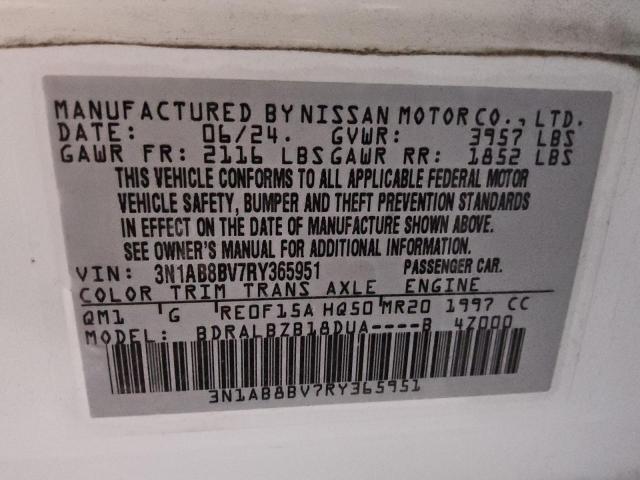 MANUFACTURED BY NISSAN MOTOR CO., LTD.
DATE: 06/24. GVWR: 3957 LBS
GAWR FR: 2116 LBS GAWR RR: 1852 LBS
THIS VEHICLE CONFORMS TO ALL APPLICABLE FEDERAL MOTOR
VEHICLE SAFETY, BUMPER AND THEFT PREVENTION STANDARDS
IN EFFECT ON THE DATE OF MANUFACTURE SHOWN ABOVE.
SEE OWNER'S MANUAL FOR ADDITIONAL INFORMATION.
VIN: 3N1AB8BV7RY365951 PASSENGER CAR.
COLOR TRIM TRANS AXLE ENGINE
QM1 G RE0F15A HQ50 MR20 1997 CC
MODEL: BDRALBZB18DUA----B 4Z000
3N1AB8BV7RY365951